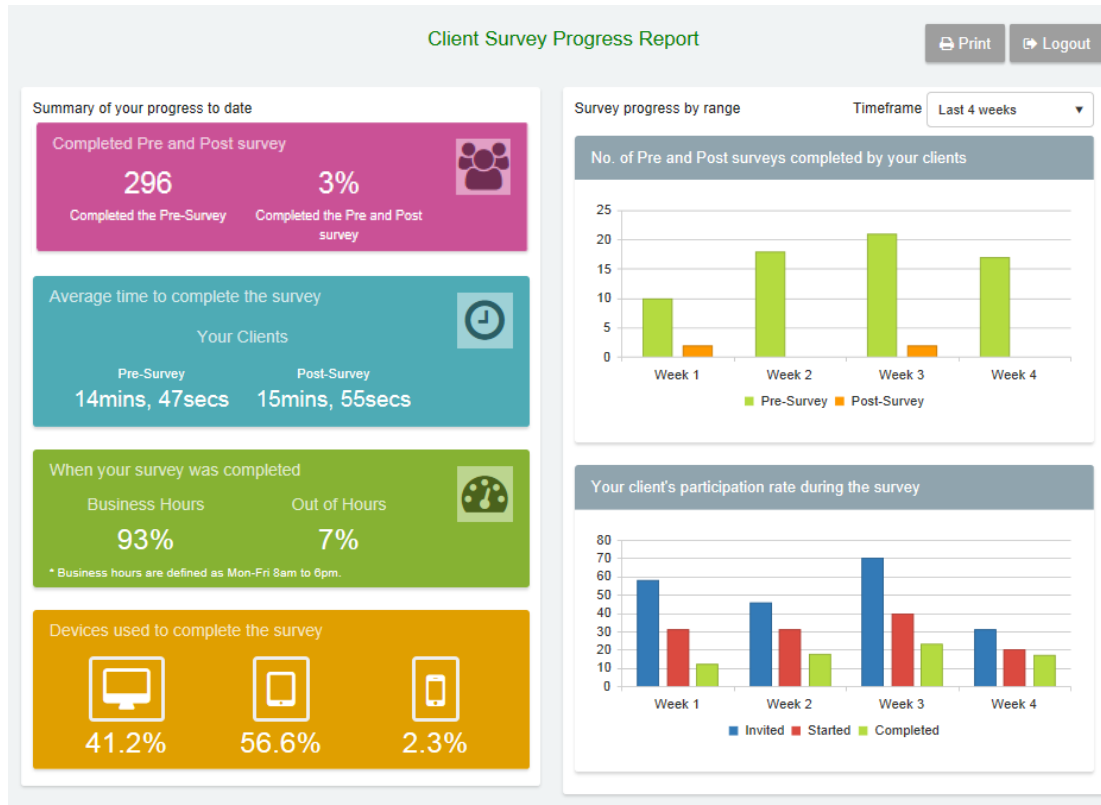 Client Survey Progress Report
Print
Logout
Summary of your progress to date
Completed Pre and Post survey
296
3%
Completed the Pre-Survey
Completed the Pre and Post
survey
Average time to complete the survey
Your Clients
Pre-Survey
Post-Survey
14mins, 47secs
15mins, 55secs
When your survey was completed
Business Hours
Out of Hours
93%
7%
* Business hours are defined as Mon-Fri 8am to 6pm.
Devices used to complete the survey
41.2%
56.6%
2.3%
Survey progress by range
Timeframe
Last 4 weeks
No. of Pre and Post surveys completed by your clients
25
20
15
10
5
0
Week 1
Week 2
Week 3
Week 4
Pre-Survey
Post-Survey
Your client's participation rate during the survey
80
70
60
50
40
30
20
10
0
Week 1
Week 2
Week 3
Week 4
Invited
Started
Completed